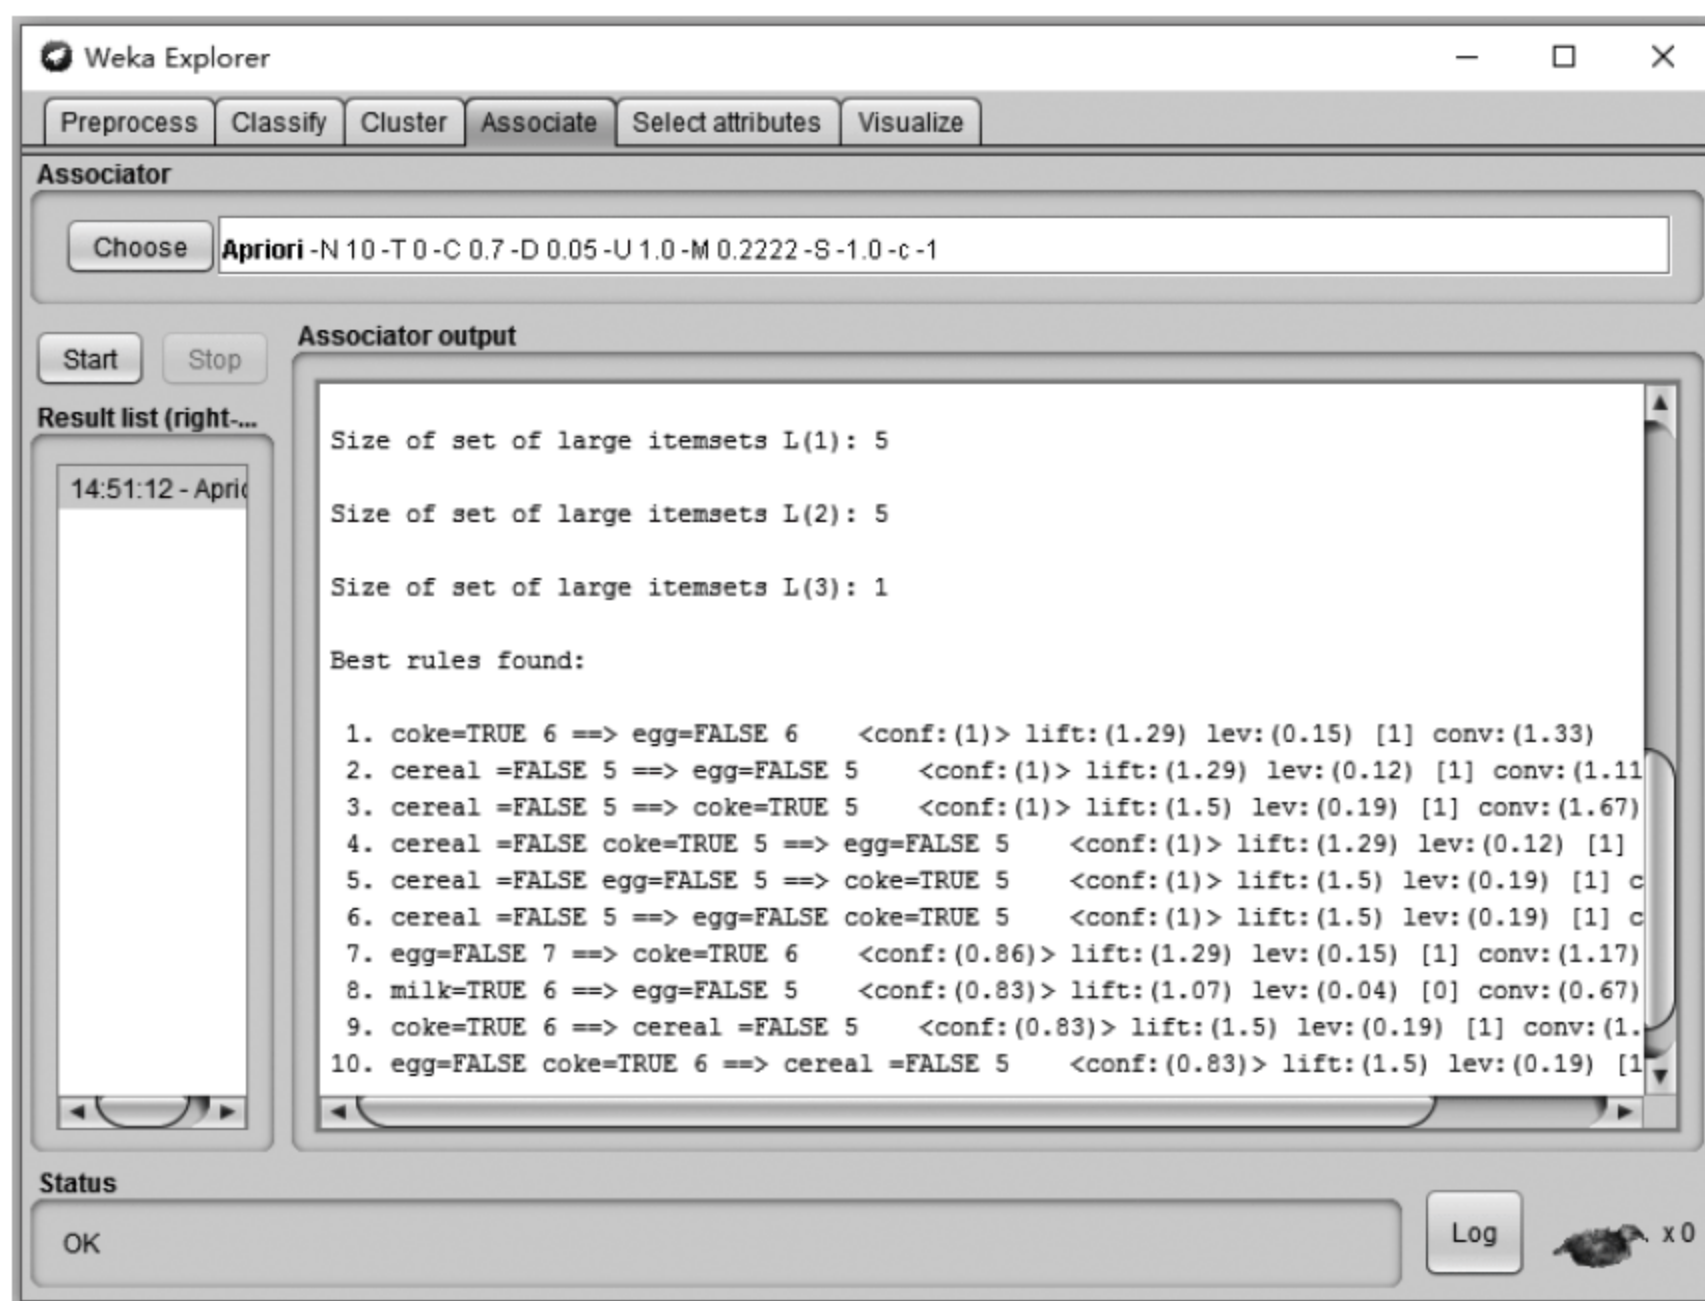 Weka Explorer
Preprocess Classify Cluster Associate Select attributes Visualize
Associator
Choose Apriori -N 10 -T 0 -C 0.7 -D 0.05 -U 1.0 -M 0.2222 -S -1.0 -c -1
Start Stop
Result list (right-...
14:51:12 - Aprio
Associator output
Size of set of large itemsets L(1): 5
Size of set of large itemsets L(2): 5
Size of set of large itemsets L(3): 1
Best rules found:
1. coke=TRUE 6 ==> egg=FALSE 6 <conf:(1)> lift:(1.29) lev:(0.15) [1] conv:(1.33)
2. cereal =FALSE 5 ==> egg=FALSE 5 <conf:(1)> lift:(1.29) lev:(0.12) [1] conv:(1.11
3. cereal =FALSE 5 ==> coke=TRUE 5 <conf:(1)> lift:(1.5) lev:(0.19) [1] conv:(1.67)
4. cereal =FALSE coke=TRUE 5 ==> egg=FALSE 5 <conf:(1)> lift:(1.29) lev:(0.12) [1]
5. cereal =FALSE egg=FALSE 5 ==> coke=TRUE 5 <conf:(1)> lift:(1.5) lev:(0.19) [1] c
6. cereal =FALSE 5 ==> egg=FALSE coke=TRUE 5 <conf:(1)> lift:(1.5) lev:(0.19) [1] c
7. egg=FALSE 7 ==> coke=TRUE 6 <conf:(0.86)> lift:(1.29) lev:(0.15) [1] conv:(1.17)
8. milk=TRUE 6 ==> egg=FALSE 5 <conf:(0.83)> lift:(1.07) lev:(0.04) [0] conv:(0.67)
9. coke=TRUE 6 ==> cereal =FALSE 5 <conf:(0.83)> lift:(1.5) lev:(0.19) [1] conv:(1.
10. egg=FALSE coke=TRUE 6 ==> cereal =FALSE 5 <conf:(0.83)> lift:(1.5) lev:(0.19) [1
Status
OK
Log
x 0